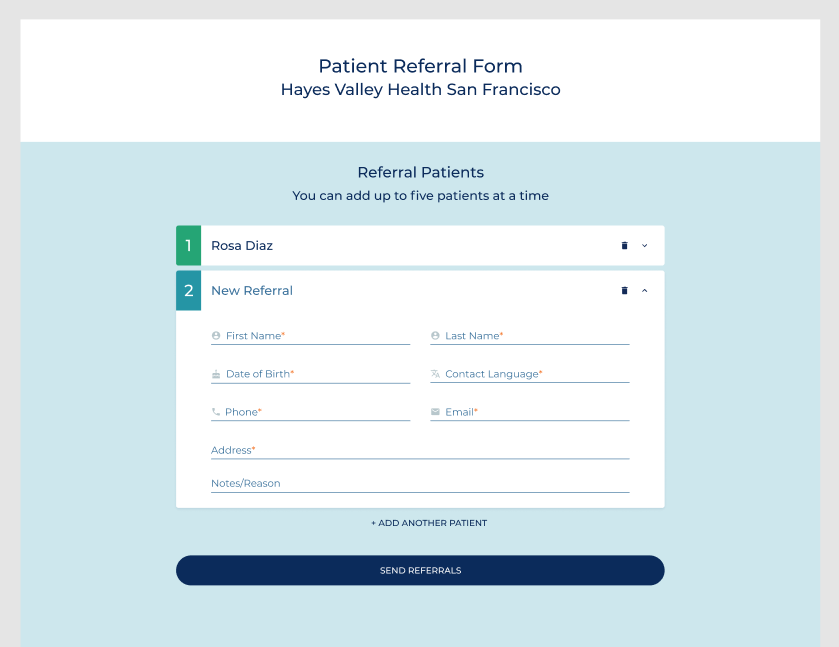 Patient Referral Form
Hayes Valley Health San Francisco
Referral Patients
You can add up to five patients at a time
1 Rosa Diaz
2 New Referral
First Name* Last Name*
Date of Birth* Contact Language*
Phone* Email*
Address*
Notes/Reason
+ ADD ANOTHER PATIENT
SEND REFERRALS